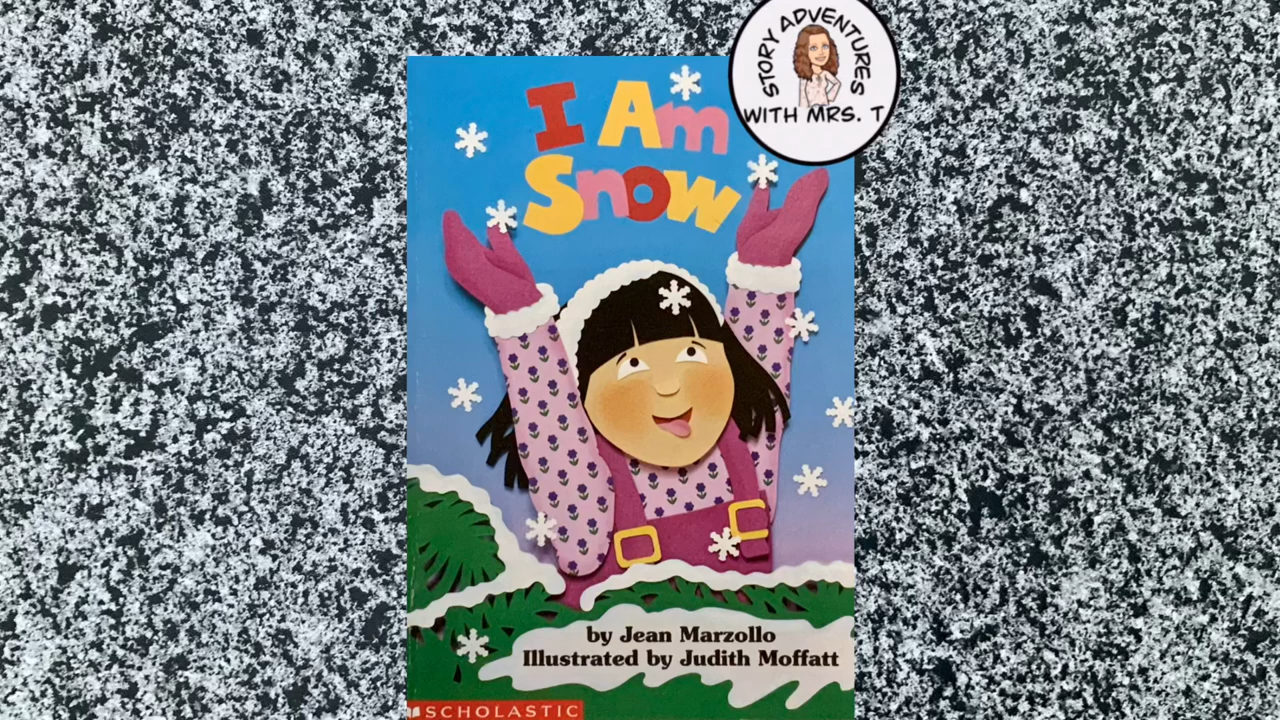 STORY ADVENTURES
WITH MRS. T
I Am
Snow
by Jean Marzollo
Illustrated by Judith Moffatt
SCHOLASTIC